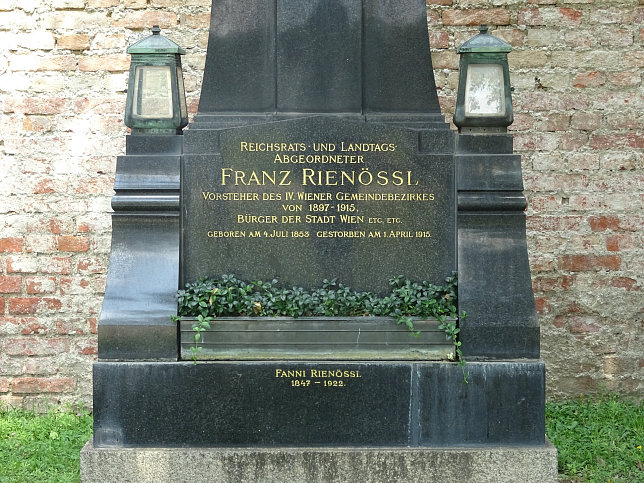 REICHSRATS- UND LANDTAGS-
ABGEORDNETER
FRANZ RIENÖSSL
VORSTEHER DES IV. WIENER GEMEINDEBEZIRKES
VON 1897-1915,
BÜRGER DER STADT WIEN ETC. ETC.
GEBOREN AM 4. JULI 1853 GESTORBEN AM 1. APRIL 1915.
FANNI RIENÖSSL
1847 – 1922.